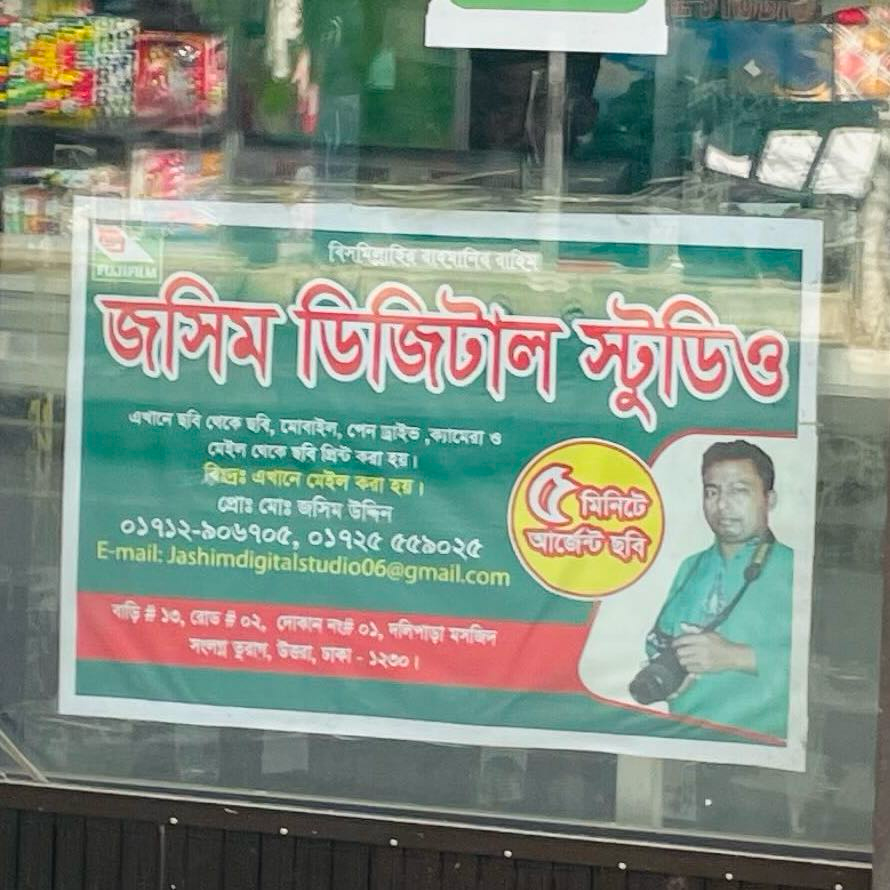 FUJIFILM
বিসমিল্লাহির রাহমানির রাহিম
জসিম ডিজিটাল স্টুডিও
এখানে ছবি থেকে ছবি, মোবাইল, পেন ড্রাইভ ,ক্যামেরা ও
মেইল থেকে ছবি প্রিন্ট করা হয়।
বিঃদ্রঃ এখানে মেইল করা হয়।
প্রোঃ মোঃ জসিম উদ্দিন
০১৭১২-৯০৬৭০৫, ০১৭২৫ ৫৫৯০২৫
E-mail: Jashimdigitalstudio06@gmail.com
৫ মিনিটে
আর্জেন্ট ছবি
বাড়ি # ১৩, রোড # ০২, দোকান নং# ০১, দলিপাড়া মসজিদ
সংলগ্ন তুরাগ, উত্তরা, ঢাকা - ১২৩০।